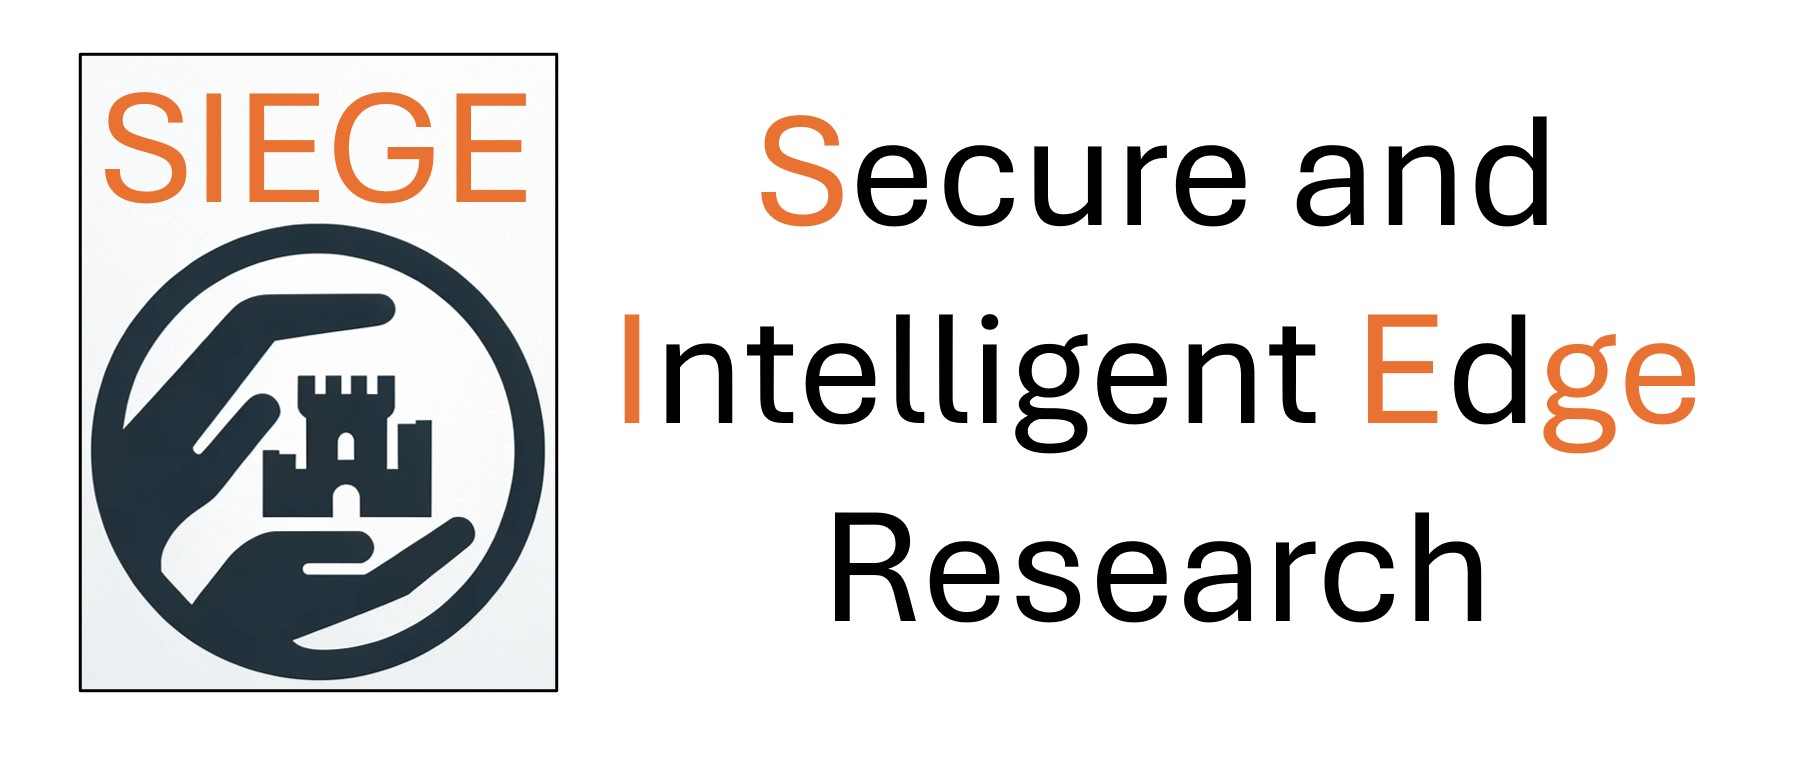 SIEGE
Secure and
Intelligent Edge
Research